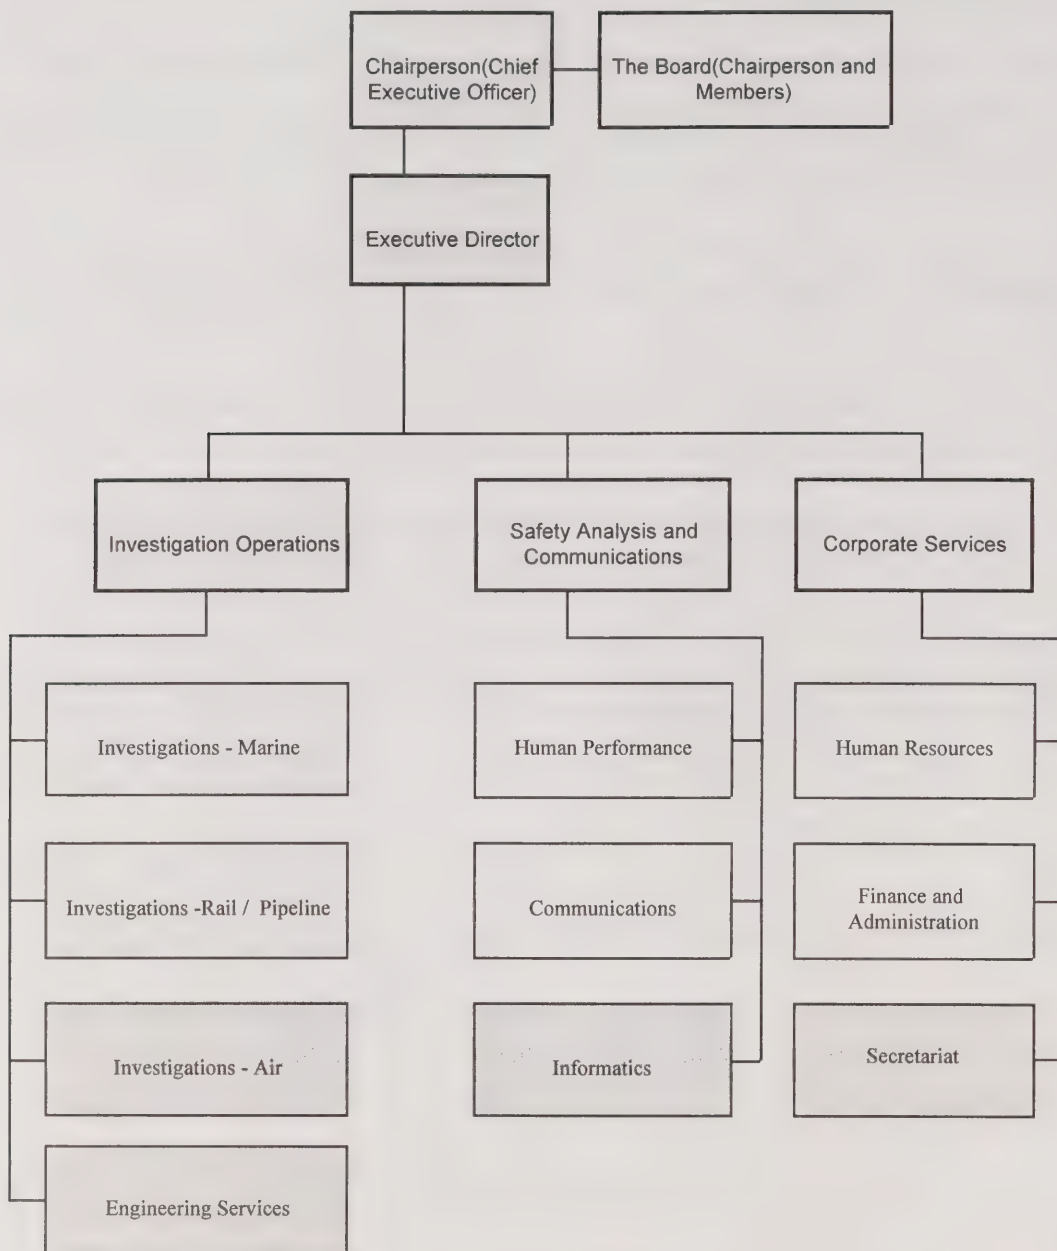 Chairperson(Chief
Executive Officer)
The Board(Chairperson and
Members)
Executive Director
Investigation Operations
Safety Analysis and
Communications
Corporate Services
Investigations - Marine
Human Performance
Human Resources
Investigations -Rail / Pipeline
Communications
Finance and
Administration
Investigations - Air
Informatics
Secretariat
Engineering Services